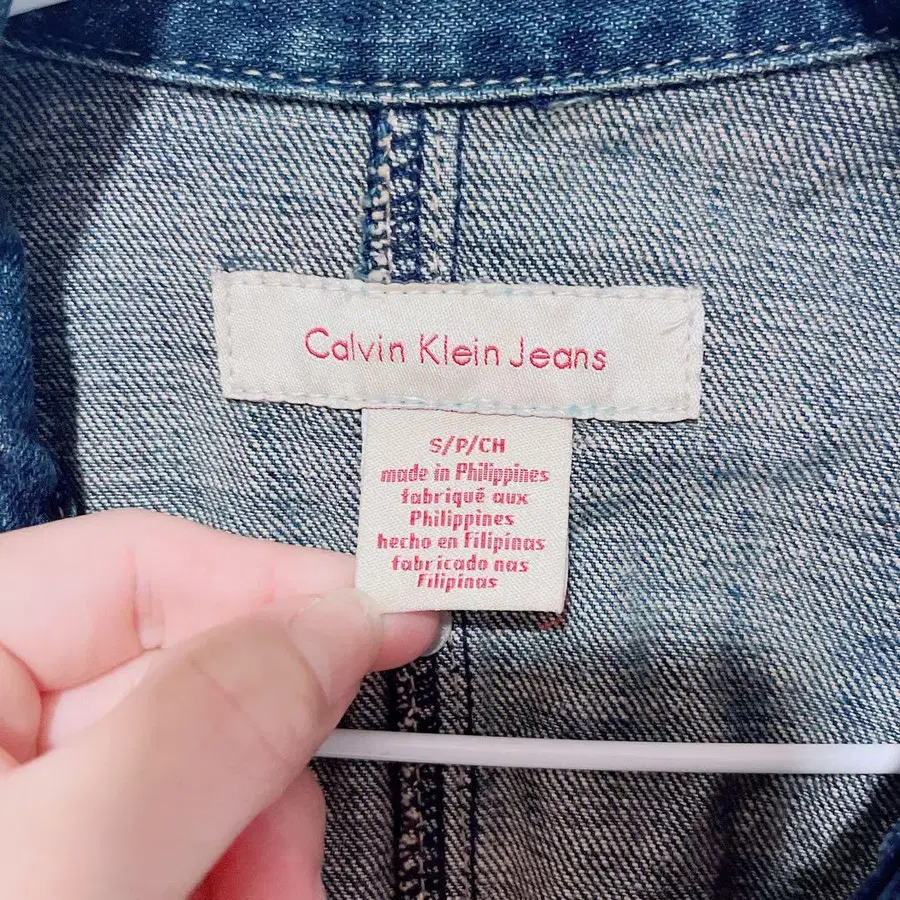 Calvin Klein Jeans
S/P/CH
made in Philippines
fabriqué aux
Philippines
hecho en Filipinas
fabricado nas
Filipinas